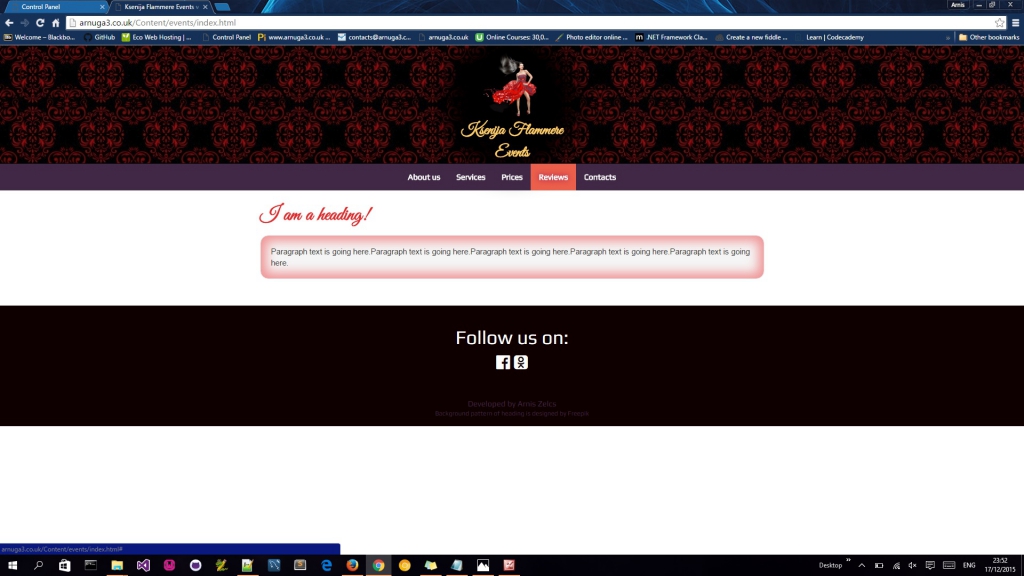 Control Panel
Ksenija Flammere Events
Arnis
arnuga3.co.uk/Content/events/index.html
Welcome – Blackbo...
GitHub
Eco Web Hosting | ...
Control Panel
www.arnuga3.co.uk ...
contacts@arnuga3.c...
arnuga3.co.uk
Online Courses: 30,0...
Photo editor online ...
.NET Framework Cla...
Create a new fiddle ...
Learn | Codecademy
»
Other bookmarks
Ksenija Flammere
Events
About us
Services
Prices
Reviews
Contacts
I am a heading!
Paragraph text is going here.Paragraph text is going here.Paragraph text is going here.Paragraph text is going here.Paragraph text is going
here.
Follow us on:
Developed by Arnis Zelcs
Background pattern of heading is designed by Freepik
arnuga3.co.uk/Content/events/index.html#
Desktop
»
ENG
23:52
17/12/2015